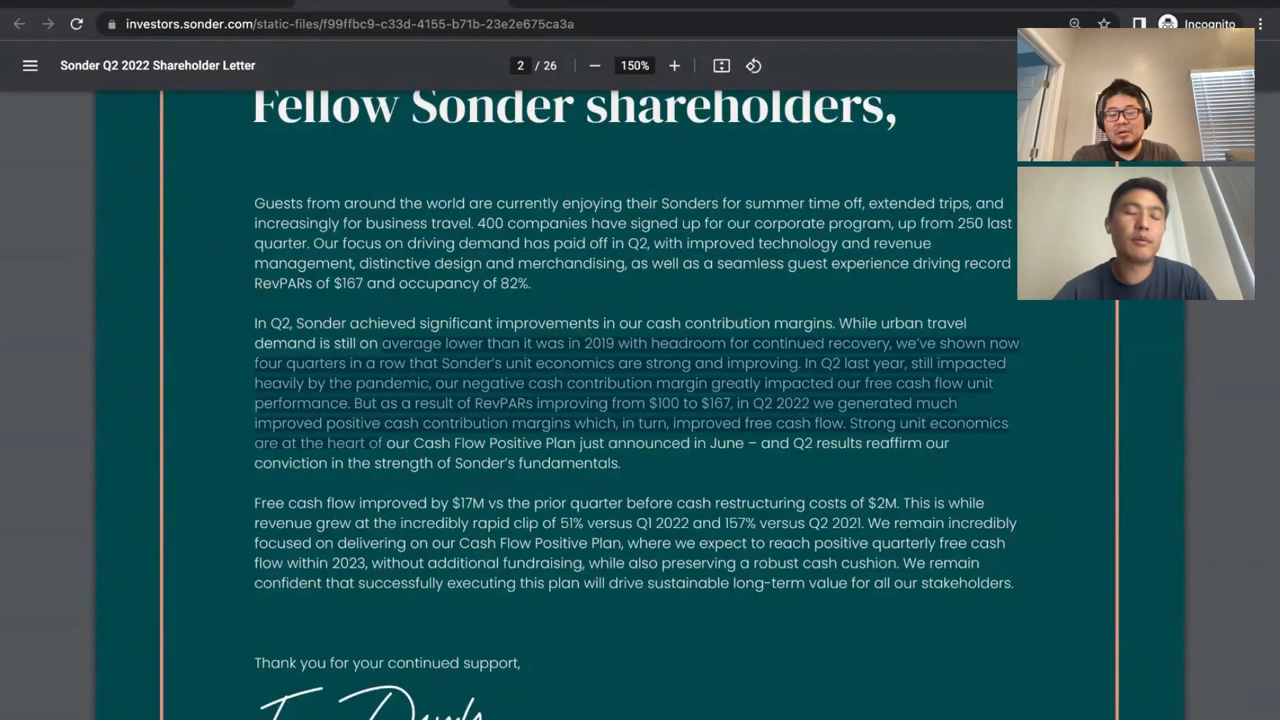 investors.sonder.com/static-files/f99ffbc9-c33d-4155-b71b-23e2e675ca3a
Incognito
Sonder Q2 2022 Shareholder Letter
2 / 26
150%
Fellow Sonder shareholders,
Guests from around the world are currently enjoying their Sonders for summer time off, extended trips, and
increasingly for business travel. 400 companies have signed up for our corporate program, up from 250 last
quarter. Our focus on driving demand has paid off in Q2, with improved technology and revenue
management, distinctive design and merchandising, as well as a seamless guest experience driving record
RevPARs of $167 and occupancy of 82%.
In Q2, Sonder achieved significant improvements in our cash contribution margins. While urban travel
demand is still on average lower than it was in 2019 with headroom for continued recovery, we’ve shown now
four quarters in a row that Sonder’s unit economics are strong and improving. In Q2 last year, still impacted
heavily by the pandemic, our negative cash contribution margin greatly impacted our free cash flow unit
performance. But as a result of RevPARs improving from $100 to $167, in Q2 2022 we generated much
improved positive cash contribution margins which, in turn, improved free cash flow. Strong unit economics
are at the heart of our Cash Flow Positive Plan just announced in June – and Q2 results reaffirm our
conviction in the strength of Sonder’s fundamentals.
Free cash flow improved by $17M vs the prior quarter before cash restructuring costs of $2M. This is while
revenue grew at the incredibly rapid clip of 51% versus Q1 2022 and 157% versus Q2 2021. We remain incredibly
focused on delivering on our Cash Flow Positive Plan, where we expect to reach positive quarterly free cash
flow within 2023, without additional fundraising, while also preserving a robust cash cushion. We remain
confident that successfully executing this plan will drive sustainable long-term value for all our stakeholders.
Thank you for your continued support,